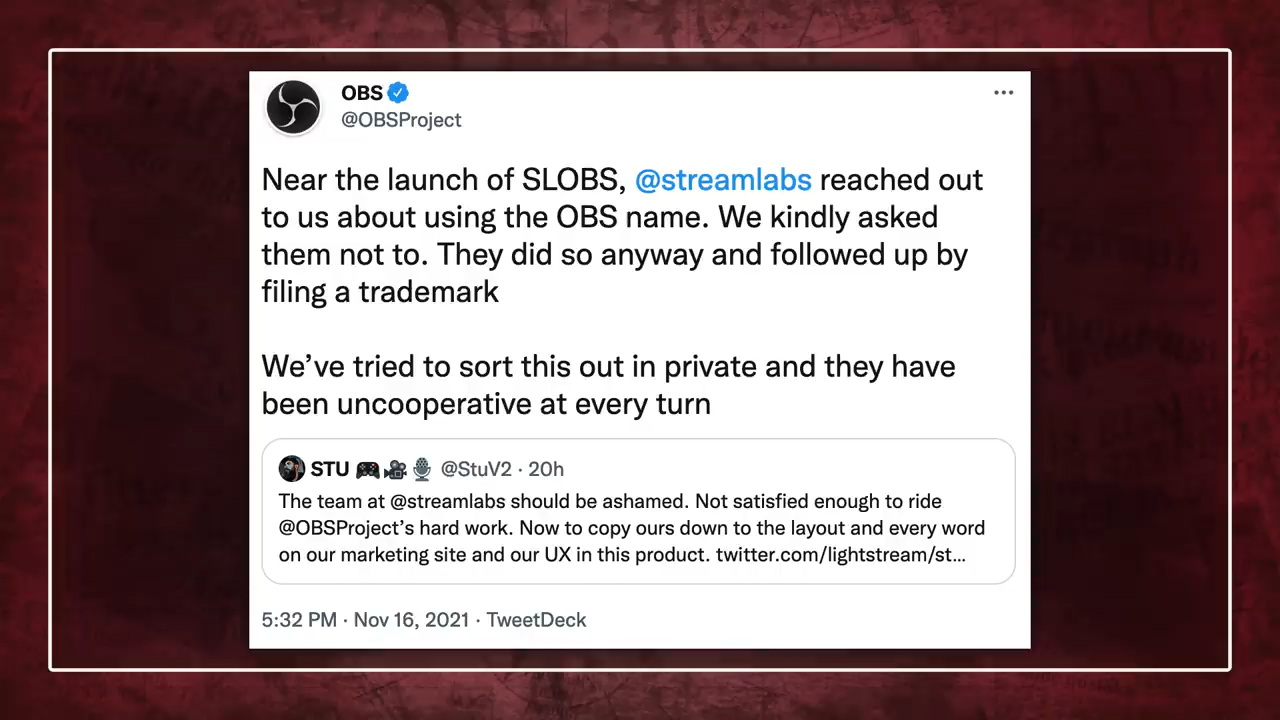 OBS
@OBSProject
Near the launch of SLOBS, @streamlabs reached out
to us about using the OBS name. We kindly asked
them not to. They did so anyway and followed up by
filing a trademark
We’ve tried to sort this out in private and they have
been uncooperative at every turn
STU 🎮🎥🎙️ @StuV2 · 20h
The team at @streamlabs should be ashamed. Not satisfied enough to ride
@OBSProject’s hard work. Now to copy ours down to the layout and every word
on our marketing site and our UX in this product. twitter.com/lightstream/st…
5:32 PM · Nov 16, 2021 · TweetDeck